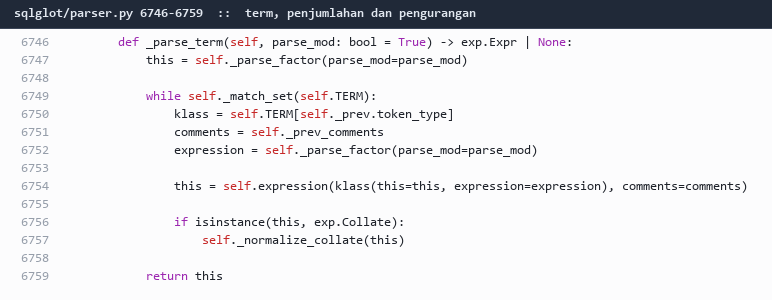 sqlglot/parser.py 6746-6759  ::  term, penjumlahan dan pengurangan
6746        def _parse_term(self, parse_mod: bool = True) -> exp.Expr | None:
6747            this = self._parse_factor(parse_mod=parse_mod)
6748
6749            while self._match_set(self.TERM):
6750                klass = self.TERM[self._prev.token_type]
6751                comments = self._prev_comments
6752                expression = self._parse_factor(parse_mod=parse_mod)
6753
6754                this = self.expression(klass(this=this, expression=expression), comments=comments)
6755
6756                if isinstance(this, exp.Collate):
6757                    self._normalize_collate(this)
6758
6759            return this